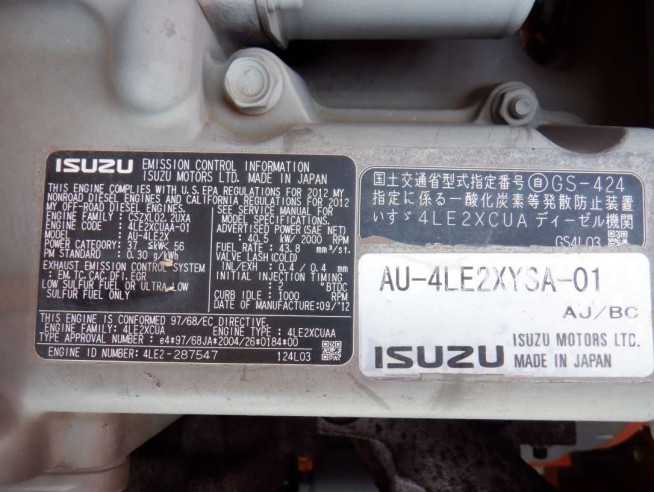 ISUZU EMISSION CONTROL INFORMATION
ISUZU MOTORS LTD. MADE IN JAPAN
THIS ENGINE COMPLIES WITH U.S.EPA REGULATIONS FOR 2012 MY
NONROAD DIESEL ENGINES AND CALIFORNIA REGULATIONS FOR 2012
MY OFF-ROAD DIESEL ENGINES.
ENGINE FAMILY : CSZXL02.2UXA
ENGINE CODE : 4LE2XCUAA-01
ENGINE MODEL : AU-4LE2X
POWER CATEGORY : 37 ≤kW< 56
PM STANDARD : 0.30 g/kWh
EXHAUST EMISSION CONTROL SYSTEM
: EM,TC,CAC,
LOW SULFUR FUEL OR ULTRA LOW
SULFUR FUEL ONLY
SEE SERVICE MANUAL FOR
MODEL SPECIFICATIONS.
ADVERTISED POWER (SAE NET)
: 40.5 kW/ 2000 RPM
FUEL RATE : 43.8 mm³/st.
VALVE LASH (COLD)
IN./EXH : 0.4/0.4 mm
INITIAL INJECTION TIMING
: 2 °BTDC
CURB IDLE : 1000 RPM
DATE OF MANUFACTURE:09/'12
THIS ENGINE IS CONFORMED 97/68/EC DIRECTIVE.
ENGINE FAMILY: 4LE2XCUA ENGINE TYPE : 4LE2XCUAA
TYPE APPROVAL NUMBER : e4*97/68JA*2004/26*0184*00
ENGINE ID NUMBER: 4LE2-287547 124L03
国土交通省型式指定番号 自 GS-424
指定に係る一酸化炭素等発散防止装置
いすゞ 4LE2XCUA ディーゼル機関
GS4L03
AU-4LE2XYSA-01
AJ/BC
ISUZU ISUZU MOTORS LTD.
MADE IN JAPAN